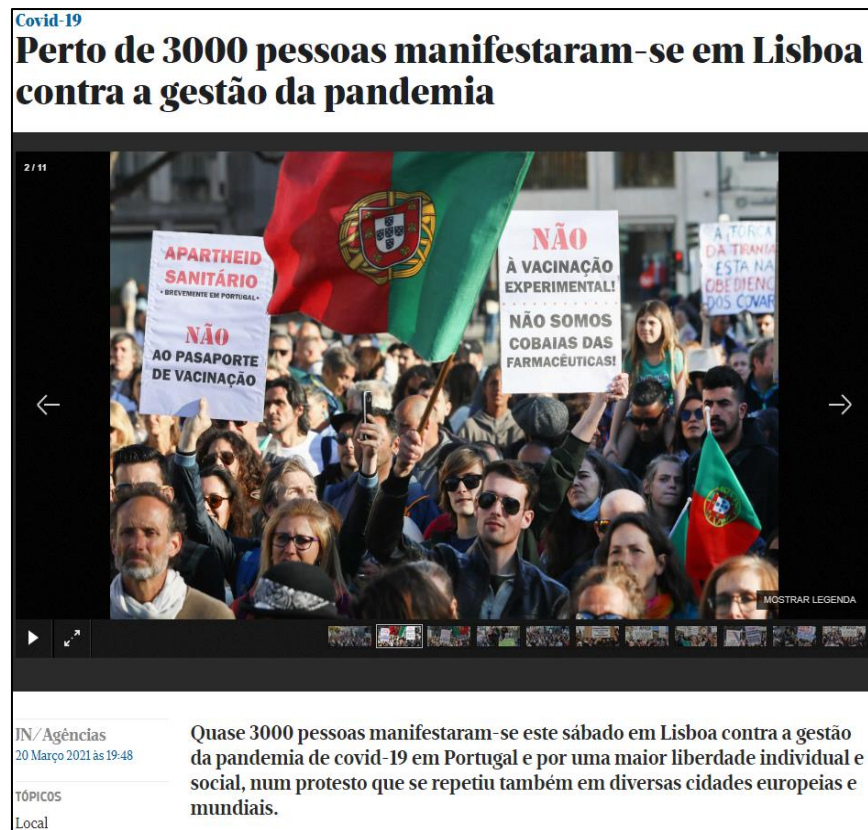 Covid-19
Perto de 3000 pessoas manifestaram-se em Lisboa
contra a gestão da pandemia
2 / 11
APARTHEID
SANITÁRIO
• BREVEMENTE EM PORTUGAL •
NÃO
AO PASAPORTE
DE VACINAÇÃO
NÃO
À VACINAÇÃO
EXPERIMENTAL!
NÃO SOMOS
COBAIAS DAS
FARMACÊUTICAS!
A FORÇA
DA TIRANIA
ESTA NA
OBEDIENC
DOS COVAR
MOSTRAR LEGENDA
JN/Agências
20 Março 2021 às 19:48
TÓPICOS
Local
Quase 3000 pessoas manifestaram-se este sábado em Lisboa contra a gestão
da pandemia de covid-19 em Portugal e por uma maior liberdade individual e
social, num protesto que se repetiu também em diversas cidades europeias e
mundiais.